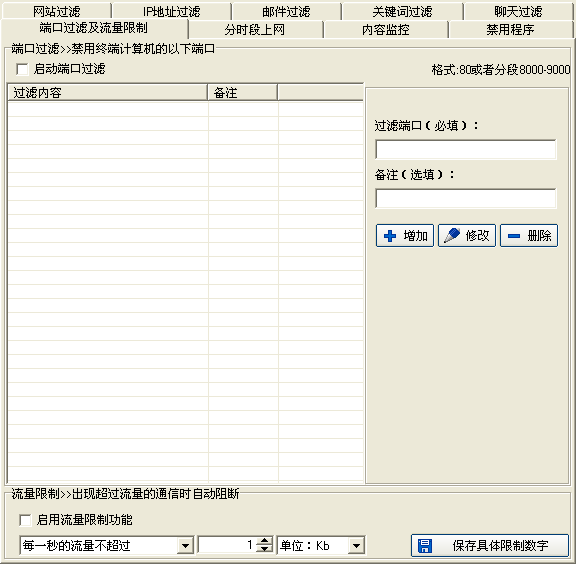 网站过滤 IP地址过滤 邮件过滤 关键词过滤 聊天过滤
端口过滤及流量限制 分时段上网 内容监控 禁用程序
端口过滤>>禁用终端计算机的以下端口
启动端口过滤 格式:80或者分段8000-9000
过滤内容 备注
过滤端口(必填):
备注(选填):
增加 修改 删除
流量限制>>出现超过流量的通信时自动阻断
启用流量限制功能
每一秒的流量不超过 1 单位:Kb 保存具体限制数字